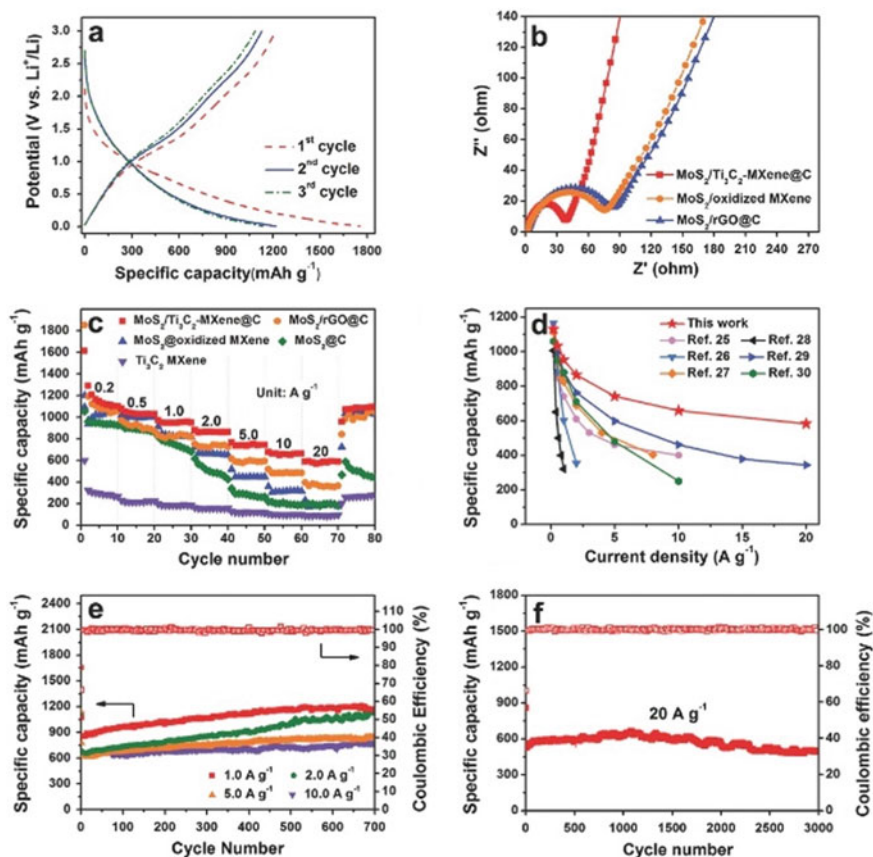 a
3.0
2.5
2.0
1.5
1.0
0.5
0.0
Potential (V vs. Li⁺/Li)
1st cycle
2nd cycle
3rd cycle
0 300 600 900 1200 1500 1800
Specific capacity(mAh g⁻¹)
b
140
120
100
80
60
40
20
0
Z'' (ohm)
MoS₂/Ti₃C₂-MXene@C
MoS₂/oxidized MXene
MoS₂/rGO@C
0 30 60 90 120 150 180 210 240 270
Z' (ohm)
c
MoS₂/Ti₃C₂-MXene@C MoS₂/rGO@C
MoS₂@oxidized MXene MoS₂@C
Ti₃C₂ MXene
1800
1600
1400
1200
1000
800
600
400
200
0
Specific capacity (mAh g⁻¹)
Unit: A g⁻¹
0.2 0.5 1.0 2.0 5.0 10 20
0 10 20 30 40 50 60 70 80
Cycle number
d
1200
1000
800
600
400
200
0
Specific capacity (mAh g⁻¹)
This work
Ref. 25 Ref. 28
Ref. 26 Ref. 29
Ref. 27 Ref. 30
0 5 10 15 20
Current density (A g⁻¹)
e
2400
2100
1800
1500
1200
900
600
300
0
Specific capacity (mAh g⁻¹)
110
100
90
80
70
60
50
40
30
20
10
0
Coulombic Efficiency (%)
1.0 A g⁻¹ 2.0 A g⁻¹
5.0 A g⁻¹ 10.0 A g⁻¹
0 100 200 300 400 500 600 700
Cycle Number
f
1800
1500
1200
900
600
300
0
Specific capacity (mAh g⁻¹)
100
80
60
40
20
0
Coulombic efficiency (%)
20 A g⁻¹
0 500 1000 1500 2000 2500 3000
Cycle number